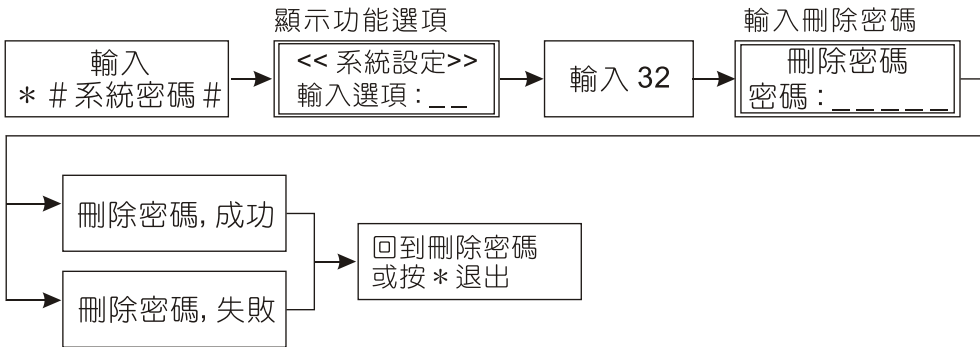 顯示功能選項
輸入刪除密碼
輸入
＊＃系統密碼＃
<< 系統設定>>
輸入選項:_ _
輸入 32
刪除密碼
密碼:_ _ _ _ _
刪除密碼, 成功
刪除密碼, 失敗
回到刪除密碼
或按＊退出